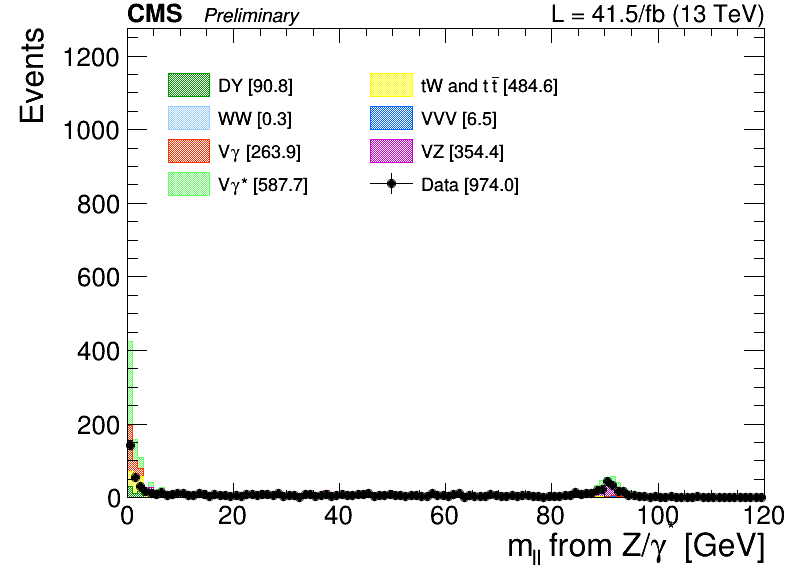 CMS Preliminary L = 41.5/fb (13 TeV)
Events
1200
1000
800
600
400
200
0
DY [90.8]
WW [0.3]
Vγ [263.9]
Vγ* [587.7]
tW and tt̅ [484.6]
VVV [6.5]
VZ [354.4]
Data [974.0]
0 20 40 60 80 100 120
m_ll from Z/γ* [GeV]